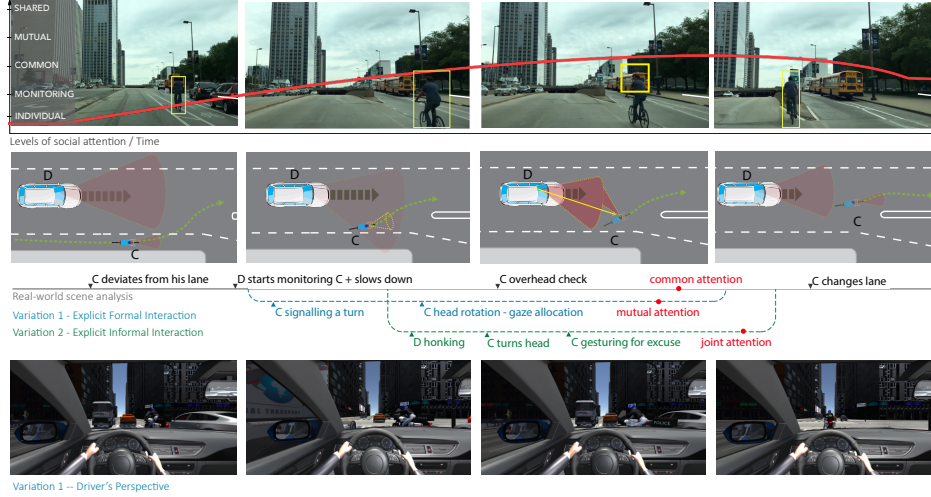 SHARED
MUTUAL
COMMON
MONITORING
INDIVIDUAL
Levels of social attention / Time
D
C
D
C
D
C
D
C
C deviates from his lane
D starts monitoring C + slows down
C overhead check
common attention
C changes lane
Real-world scene analysis
Variation 1 - Explicit Formal Interaction
C signalling a turn
C head rotation - gaze allocation
mutual attention
Variation 2 - Explicit Informal Interaction
D honking
C turns head
C gesturing for excuse
joint attention
POLICE
Variation 1 -- Driver's Perspective